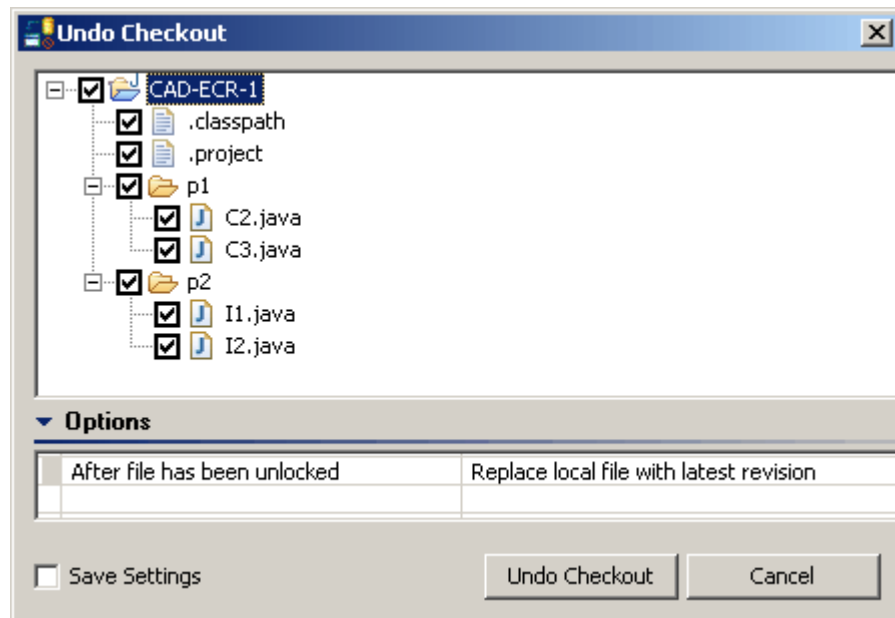 Undo Checkout
CAD-ECR-1
.classpath
.project
p1
C2.java
C3.java
p2
I1.java
I2.java
Options
After file has been unlocked Replace local file with latest revision
Save Settings Undo Checkout Cancel